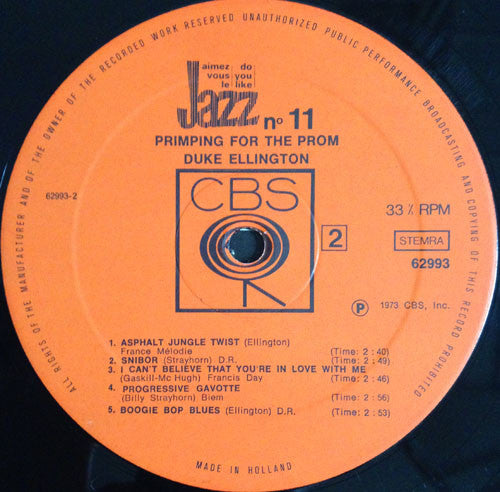 ALL RIGHTS OF THE MANUFACTURER AND OF THE OWNER OF THE RECORDED WORK RESERVED UNAUTHORIZED PUBLIC PERFORMANCE BROADCASTING AND COPYING OF THIS RECORD PROHIBITED
aimez do
vous you
le like
Jazz nº 11
PRIMPING FOR THE PROM
DUKE ELLINGTON
CBS
62993-2
33⅓ RPM
2
STEMRA
62993
℗ 1973 CBS, Inc.
1. ASPHALT JUNGLE TWIST (Ellington)
France Mélodie (Time: 2 : 40)
2. SNIBOR (Strayhorn) D.R. (Time: 2 : 49)
3. I CAN'T BELIEVE THAT YOU'RE IN LOVE WITH ME
(Gaskill-Mc Hugh) Francis Day (Time: 2 : 46)
4. PROGRESSIVE GAVOTTE
(Billy Strayhorn) Biem (Time: 2 : 56)
5. BOOGIE BOP BLUES (Ellington) D.R. (Time: 2 : 53)
MADE IN HOLLAND